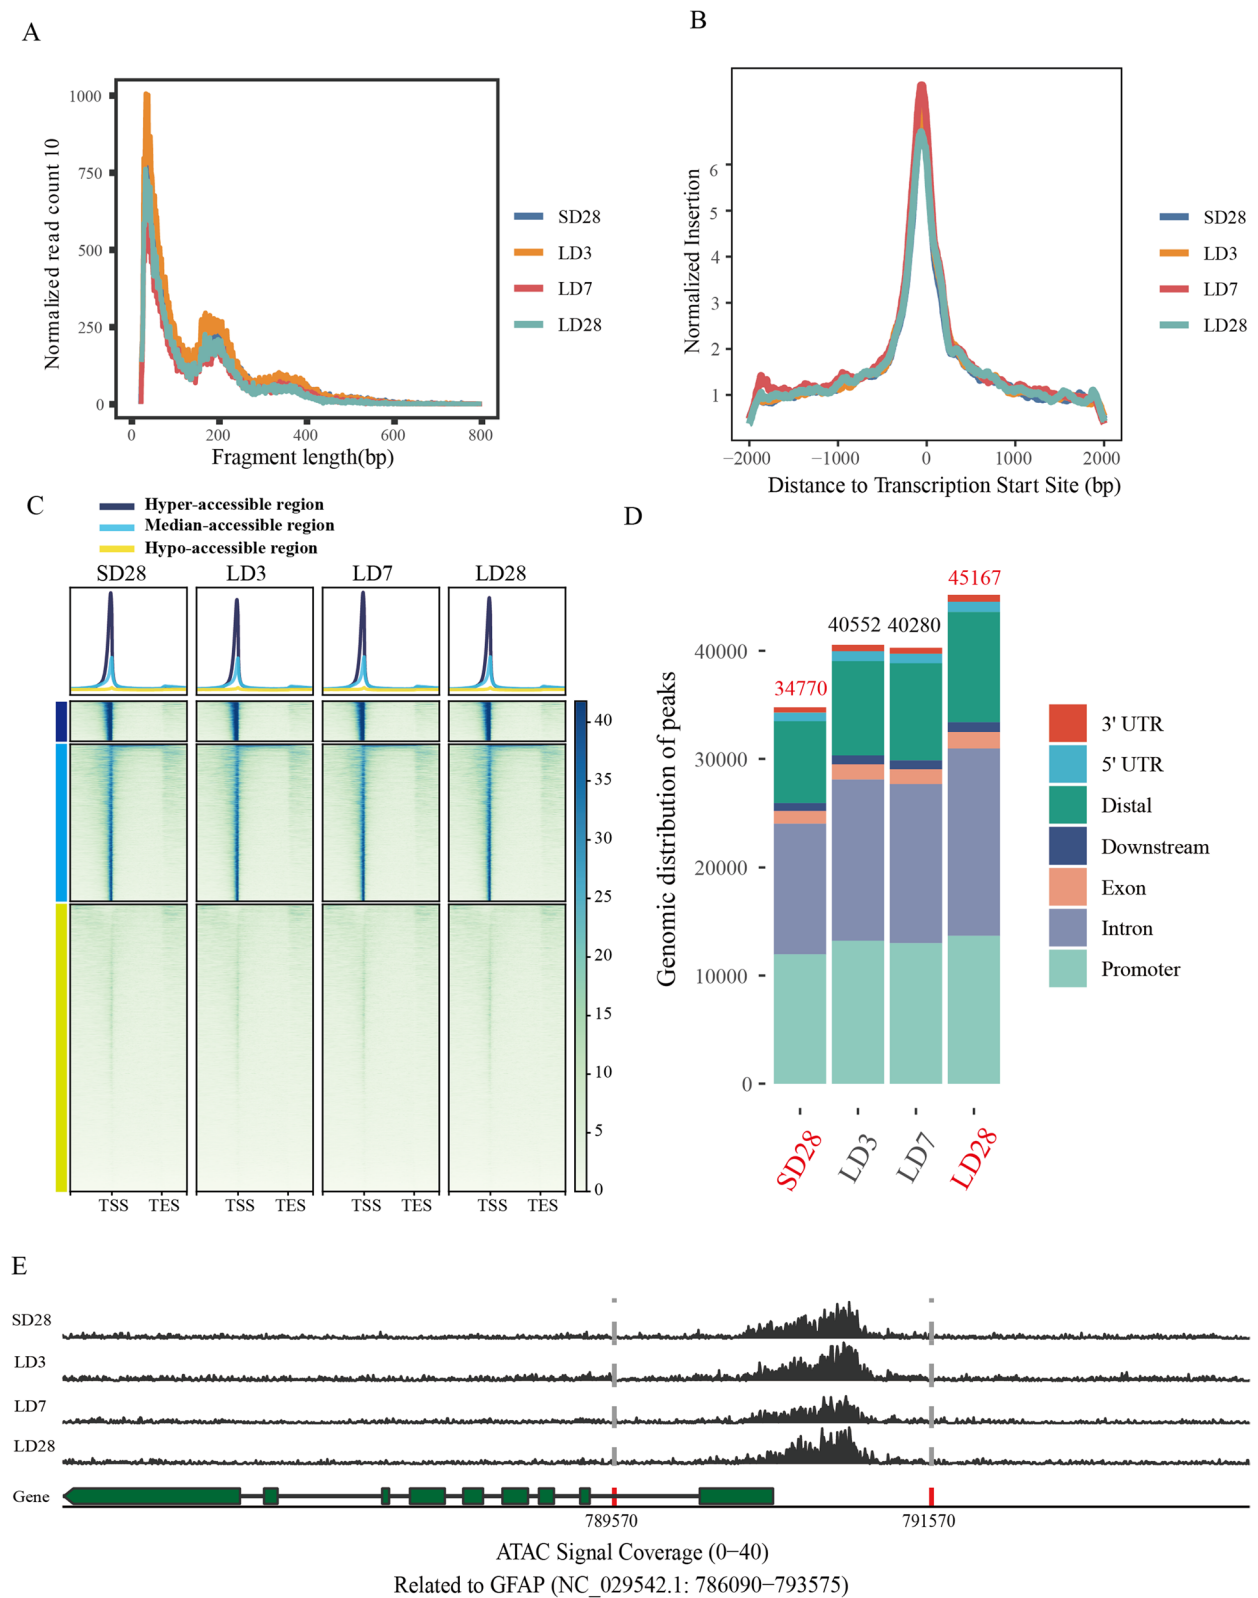 A
Normalized read count 10
1000
750
500
250
0
0 200 400 600 800
Fragment length(bp)
SD28
LD3
LD7
LD28
B
Normalized Insertion
6
5
4
3
2
1
−2000 −1000 0 1000 2000
Distance to Transcription Start Site (bp)
SD28
LD3
LD7
LD28
C
Hyper-accessible region
Median-accessible region
Hypo-accessible region
SD28 LD3 LD7 LD28
40
35
30
25
20
15
10
5
0
TSS TES TSS TES TSS TES TSS TES
D
Genomic distribution of peaks
40000
30000
20000
10000
0
34770
40552
40280
45167
SD28
LD3
LD7
LD28
3' UTR
5' UTR
Distal
Downstream
Exon
Intron
Promoter
E
SD28
LD3
LD7
LD28
Gene
789570 791570
ATAC Signal Coverage (0−40)
Related to GFAP (NC_029542.1: 786090−793575)